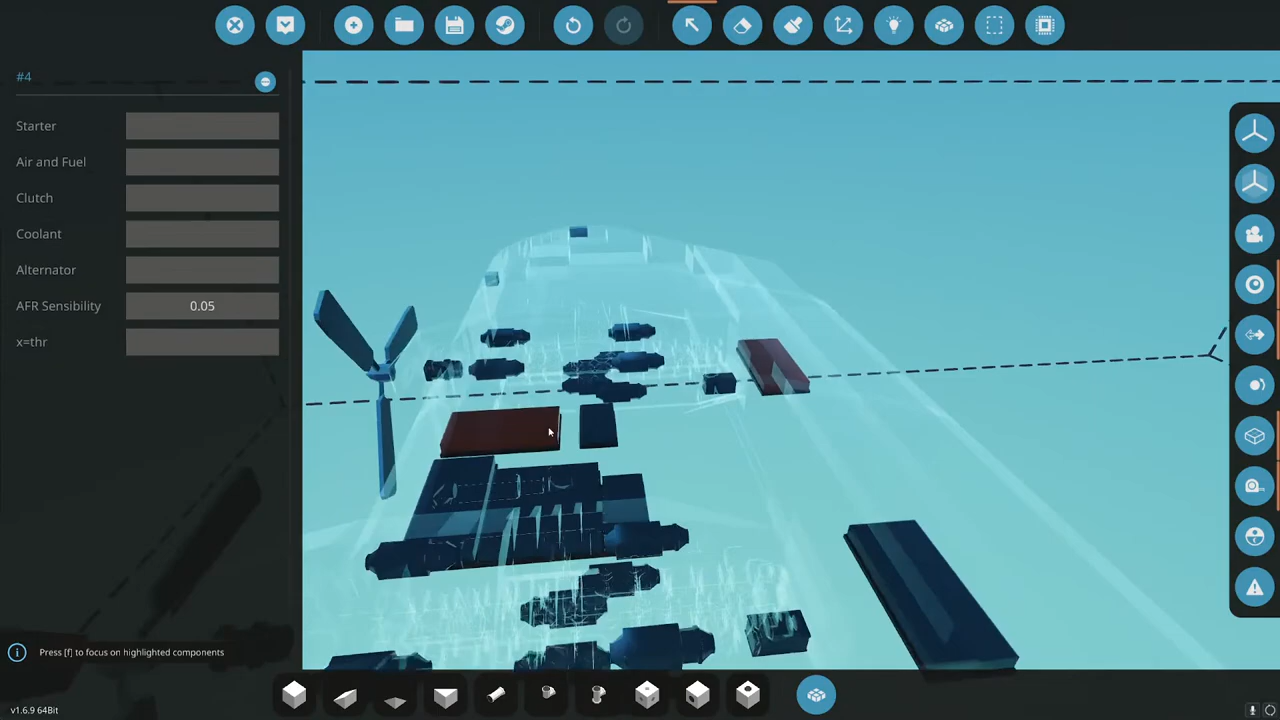 #4
Starter
Air and Fuel
Clutch
Coolant
Alternator
AFR Sensibility 0.05
x=thr
Press [f] to focus on highlighted components
v1.6.9 64Bit